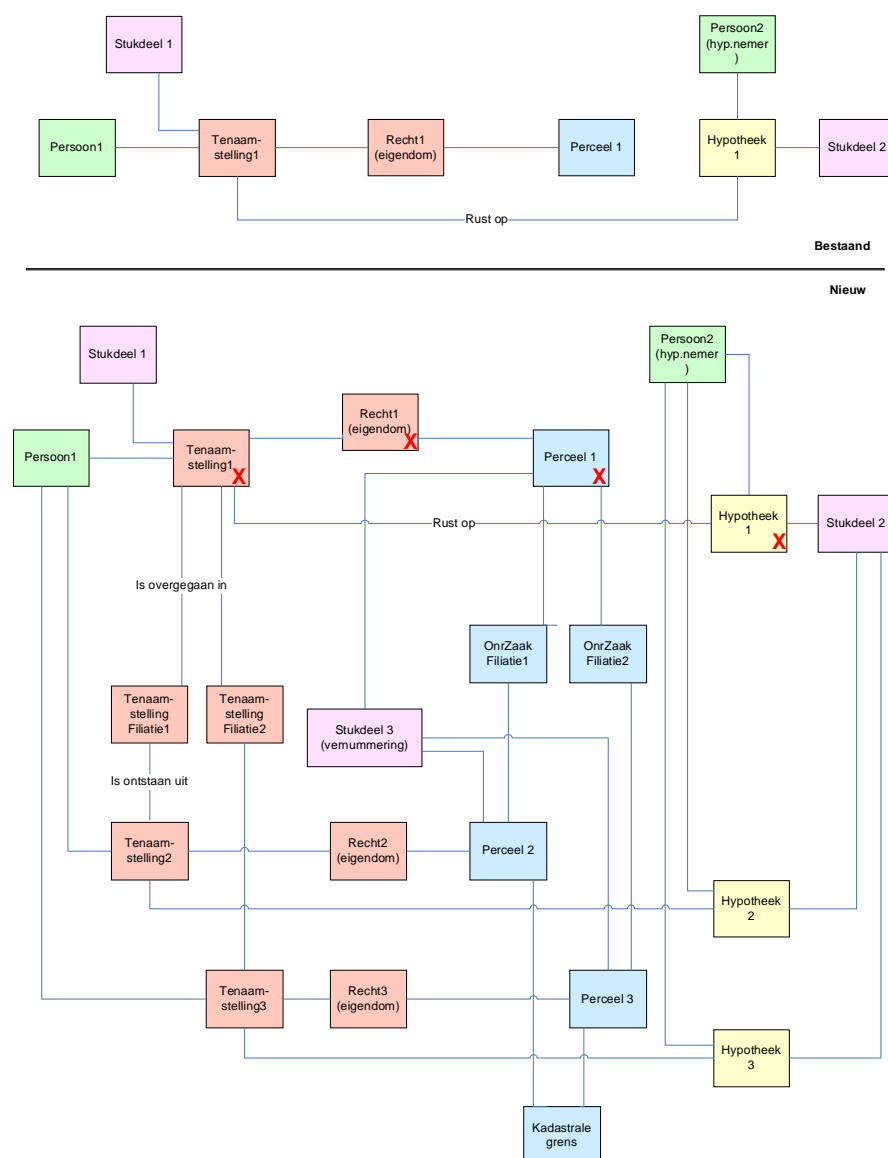 Stukdeel 1
Persoon2
(hyp.nemer
)
Persoon1
Tenaam-
stelling1
Recht1
(eigendom)
Perceel 1
Hypotheek
1
Stukdeel 2
Rust op
Bestaand
Nieuw
Stukdeel 1
Persoon2
(hyp.nemer
)
Recht1
(eigendom)
X
Persoon1
Tenaam-
stelling1
X
Perceel 1
X
Rust op
Hypotheek
1
X
Stukdeel 2
Is overgegaan in
OnrZaak
Filiatie1
OnrZaak
Filiatie2
Tenaam-
stelling
Filiatie1
Tenaam-
stelling
Filiatie2
Stukdeel 3
(vernummering)
Is ontstaan uit
Tenaam-
stelling2
Recht2
(eigendom)
Perceel 2
Hypotheek
2
Tenaam-
stelling3
Recht3
(eigendom)
Perceel 3
Hypotheek
3
Kadastrale
grens